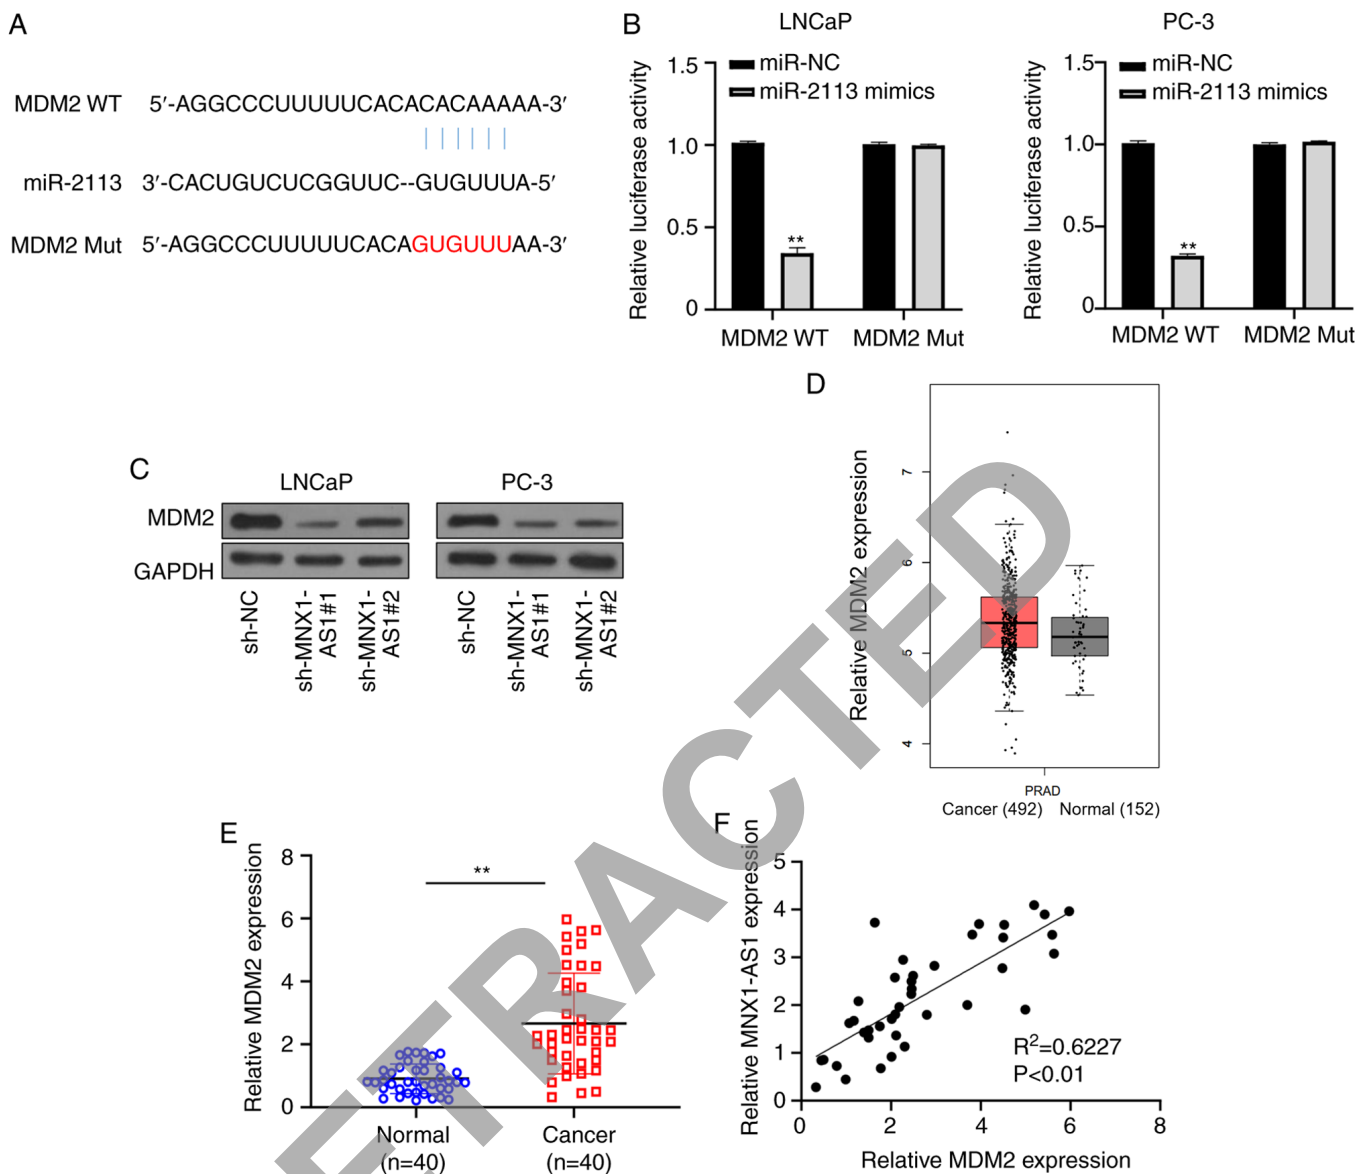 A
MDM2 WT 5′-AGGCCCUUUUUCACACACAAAAA-3′
miR-2113 3′-CACUGUCUCGGUUC--GUGUUUA-5′
MDM2 Mut 5′-AGGCCCUUUUUCACAGUGUUUAA-3′
B
LNCaP
miR-NC
miR-2113 mimics
Relative luciferase activity
1.5
1.0
0.5
0
**
MDM2 WT MDM2 Mut
PC-3
miR-NC
miR-2113 mimics
Relative luciferase activity
1.5
1.0
0.5
0
**
MDM2 WT MDM2 Mut
C
LNCaP PC-3
MDM2
GAPDH
sh-NC
sh-MNX1-
AS1#1
sh-MNX1-
AS1#2
sh-NC
sh-MNX1-
AS1#1
sh-MNX1-
AS1#2
D
Relative MDM2 expression
7
6
5
4
PRAD
Cancer (492) Normal (152)
E
Relative MDM2 expression
8
6
4
2
0
**
Normal
(n=40)
Cancer
(n=40)
F
Relative MNX1-AS1 expression
5
4
3
2
1
0
R²=0.6227
P<0.01
0 2 4 6 8
Relative MDM2 expression
ETRACTED